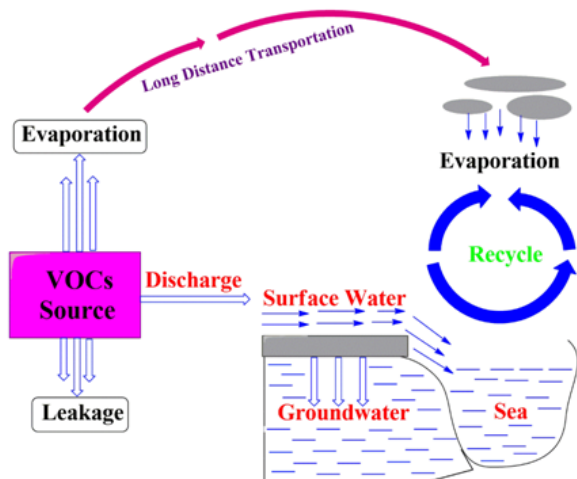 Long Distance Transportation
Evaporation
Evaporation
Recycle
VOCs
Source
Discharge
Surface Water
Leakage
Groundwater
Sea